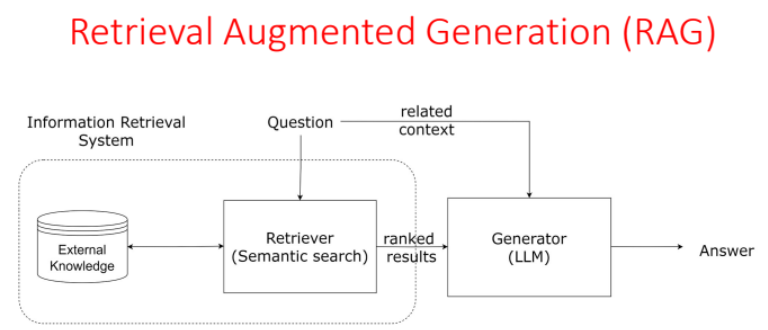 Retrieval Augmented Generation (RAG)
Information Retrieval
System
Question
related
context
External
Knowledge
Retriever
(Semantic search)
ranked
results
Generator
(LLM)
Answer